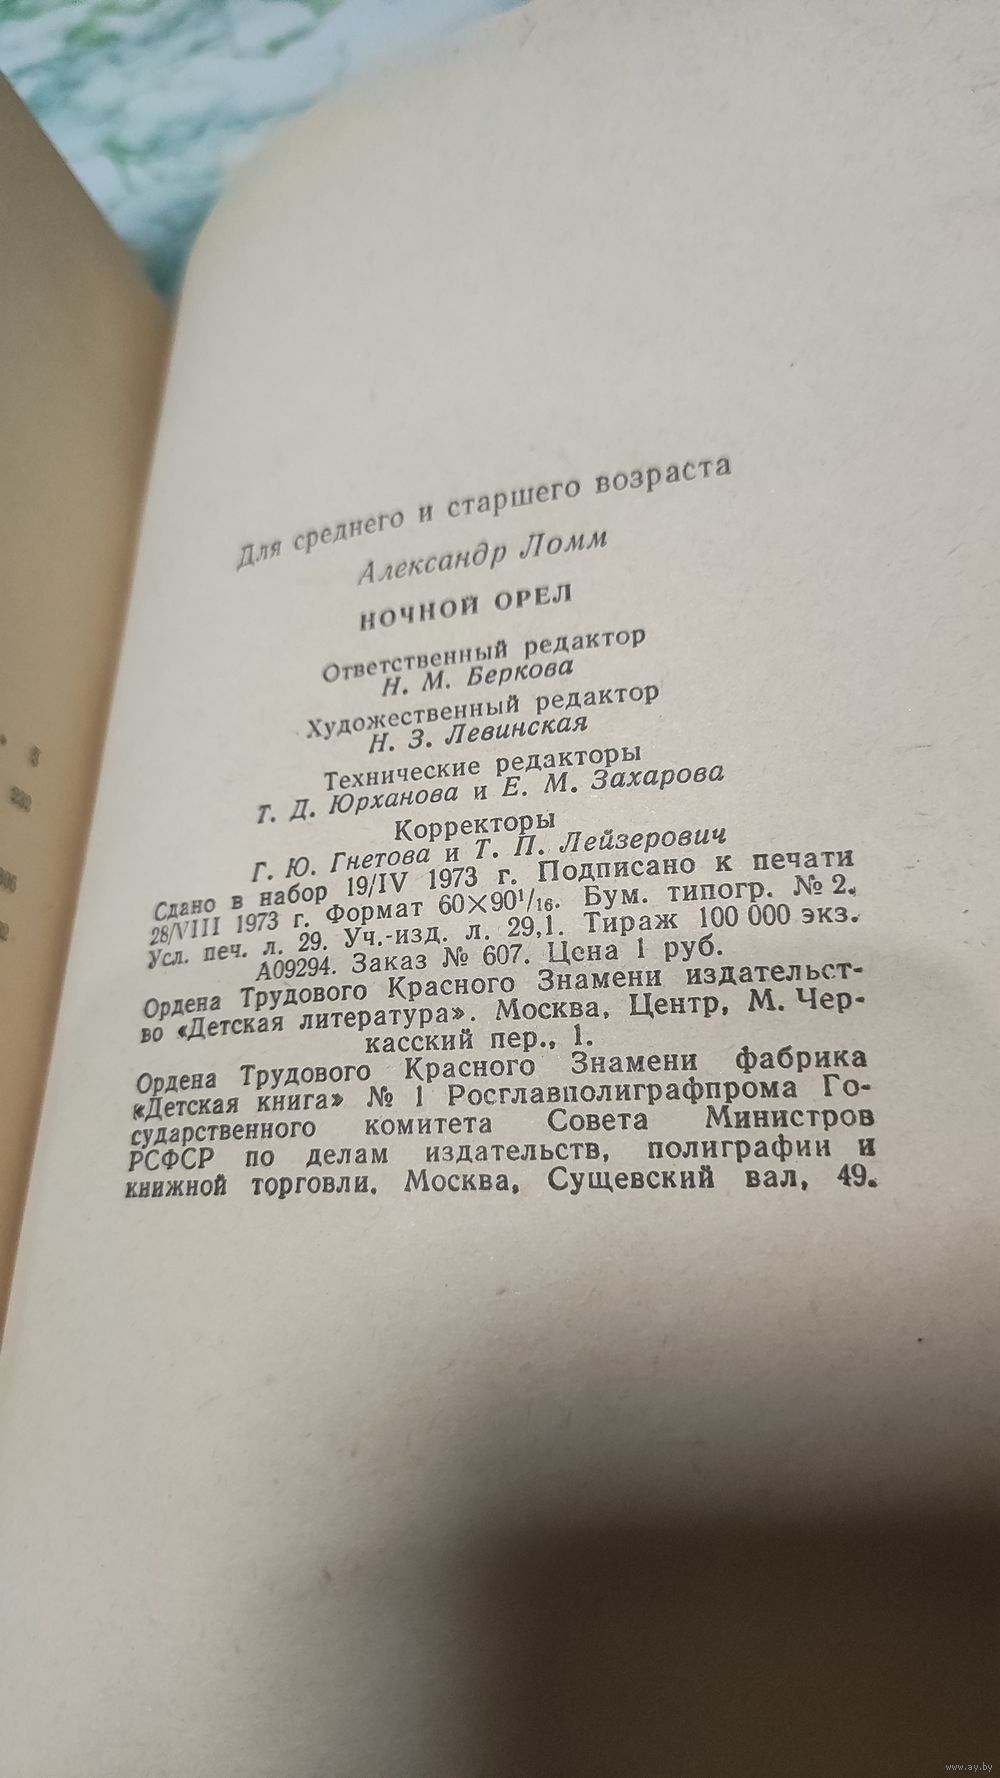 Для среднего и старшего возраста
Александр Ломм
НОЧНОЙ ОРЕЛ
Ответственный редактор
Н. М. Беркова
Художественный редактор
Н. З. Левинская
Технические редакторы
Т. Д. Юрханова и Е. М. Захарова
Корректоры
Г. Ю. Гнетова и Т. П. Лейзерович
Сдано в набор 19/IV 1973 г. Подписано к печати
28/VIII 1973 г. Формат 60×90¹/₁₆. Бум. типогр. № 2.
Усл. печ. л. 29. Уч.-изд. л. 29,1. Тираж 100 000 экз.
А09294. Заказ № 607. Цена 1 руб.
Ордена Трудового Красного Знамени издательст-
во «Детская литература». Москва, Центр, М. Чер-
касский пер., 1.
Ордена Трудового Красного Знамени фабрика
«Детская книга» № 1 Росглавполиграфпрома Го-
сударственного комитета Совета Министров
РСФСР по делам издательств, полиграфии и
книжной торговли. Москва, Сущевский вал, 49.
www.ay.by